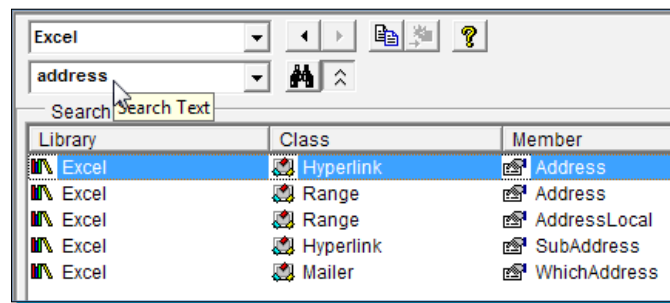 Excel
address
Search Search Text
Library Class Member
Excel Hyperlink Address
Excel Range Address
Excel Range AddressLocal
Excel Hyperlink SubAddress
Excel Mailer WhichAddress